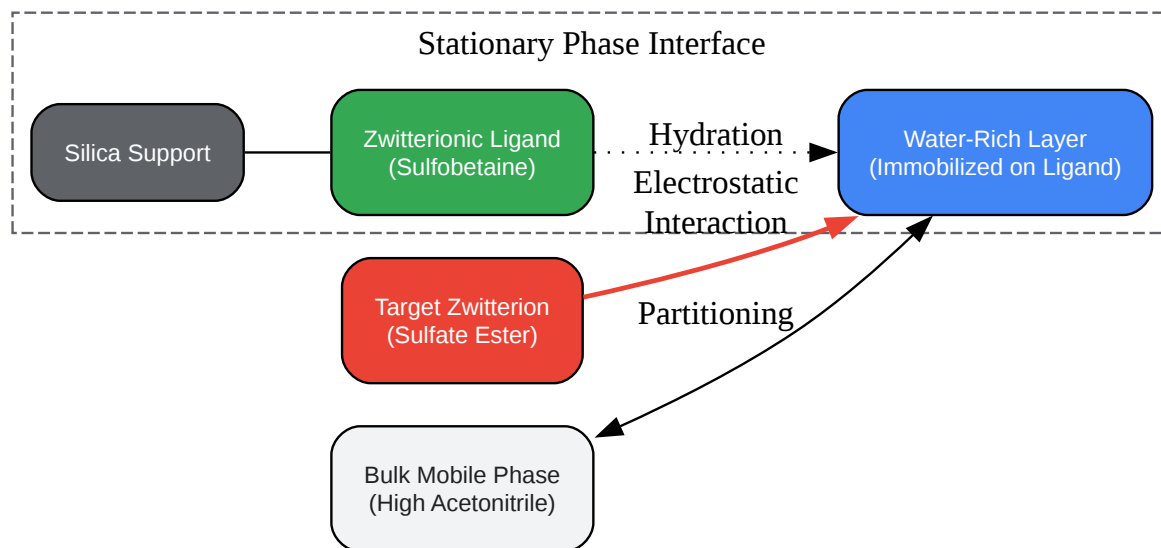 Stationary Phase Interface
Silica Support
Zwitterionic Ligand
(Sulfobetaine)
Hydration
Water-Rich Layer
(Immobilized on Ligand)
Electrostatic
Interaction
Target Zwitterion
(Sulfate Ester)
Partitioning
Bulk Mobile Phase
(High Acetonitrile)